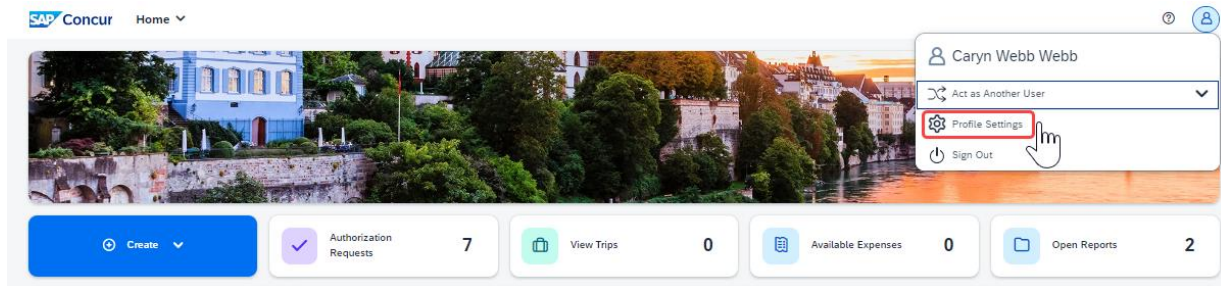 SAP Concur Home
Caryn Webb Webb
Act as Another User
Profile Settings
Sign Out
Create
Authorization
Requests
7
View Trips
0
Available Expenses
0
Open Reports
2